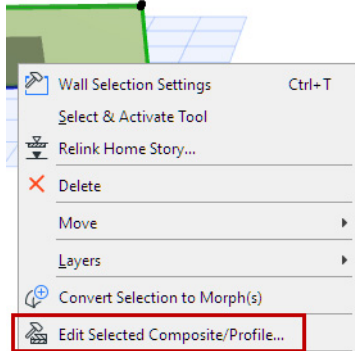 Wall Selection Settings Ctrl+T
Select & Activate Tool
Relink Home Story...
Delete
Move
Layers
Convert Selection to Morph(s)
Edit Selected Composite/Profile...